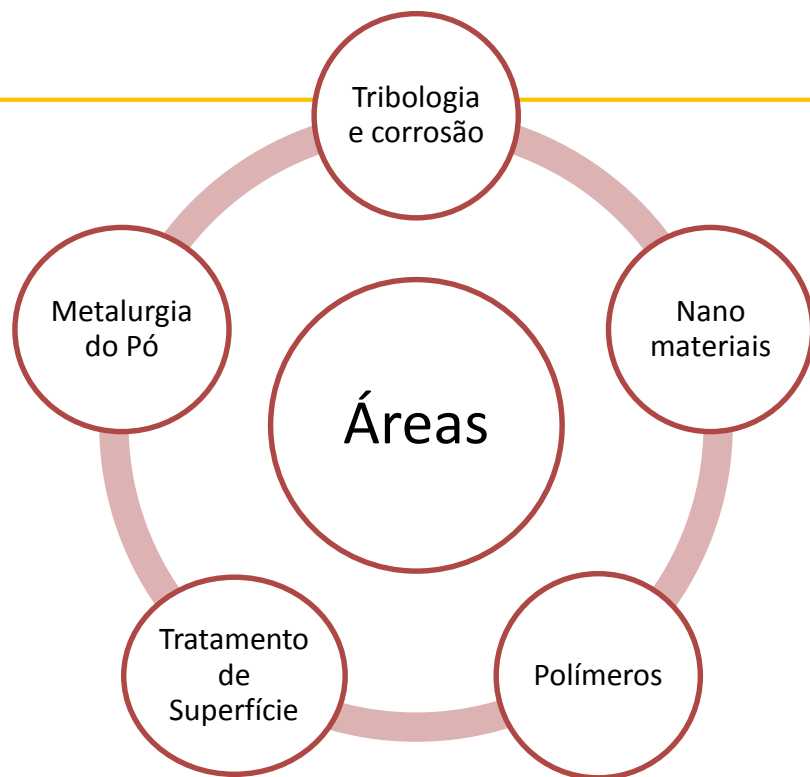 Tribologia
e corrosão
Nano
materiais
Polímeros
Tratamento
de
Superfície
Metalurgia
do Pó
Áreas